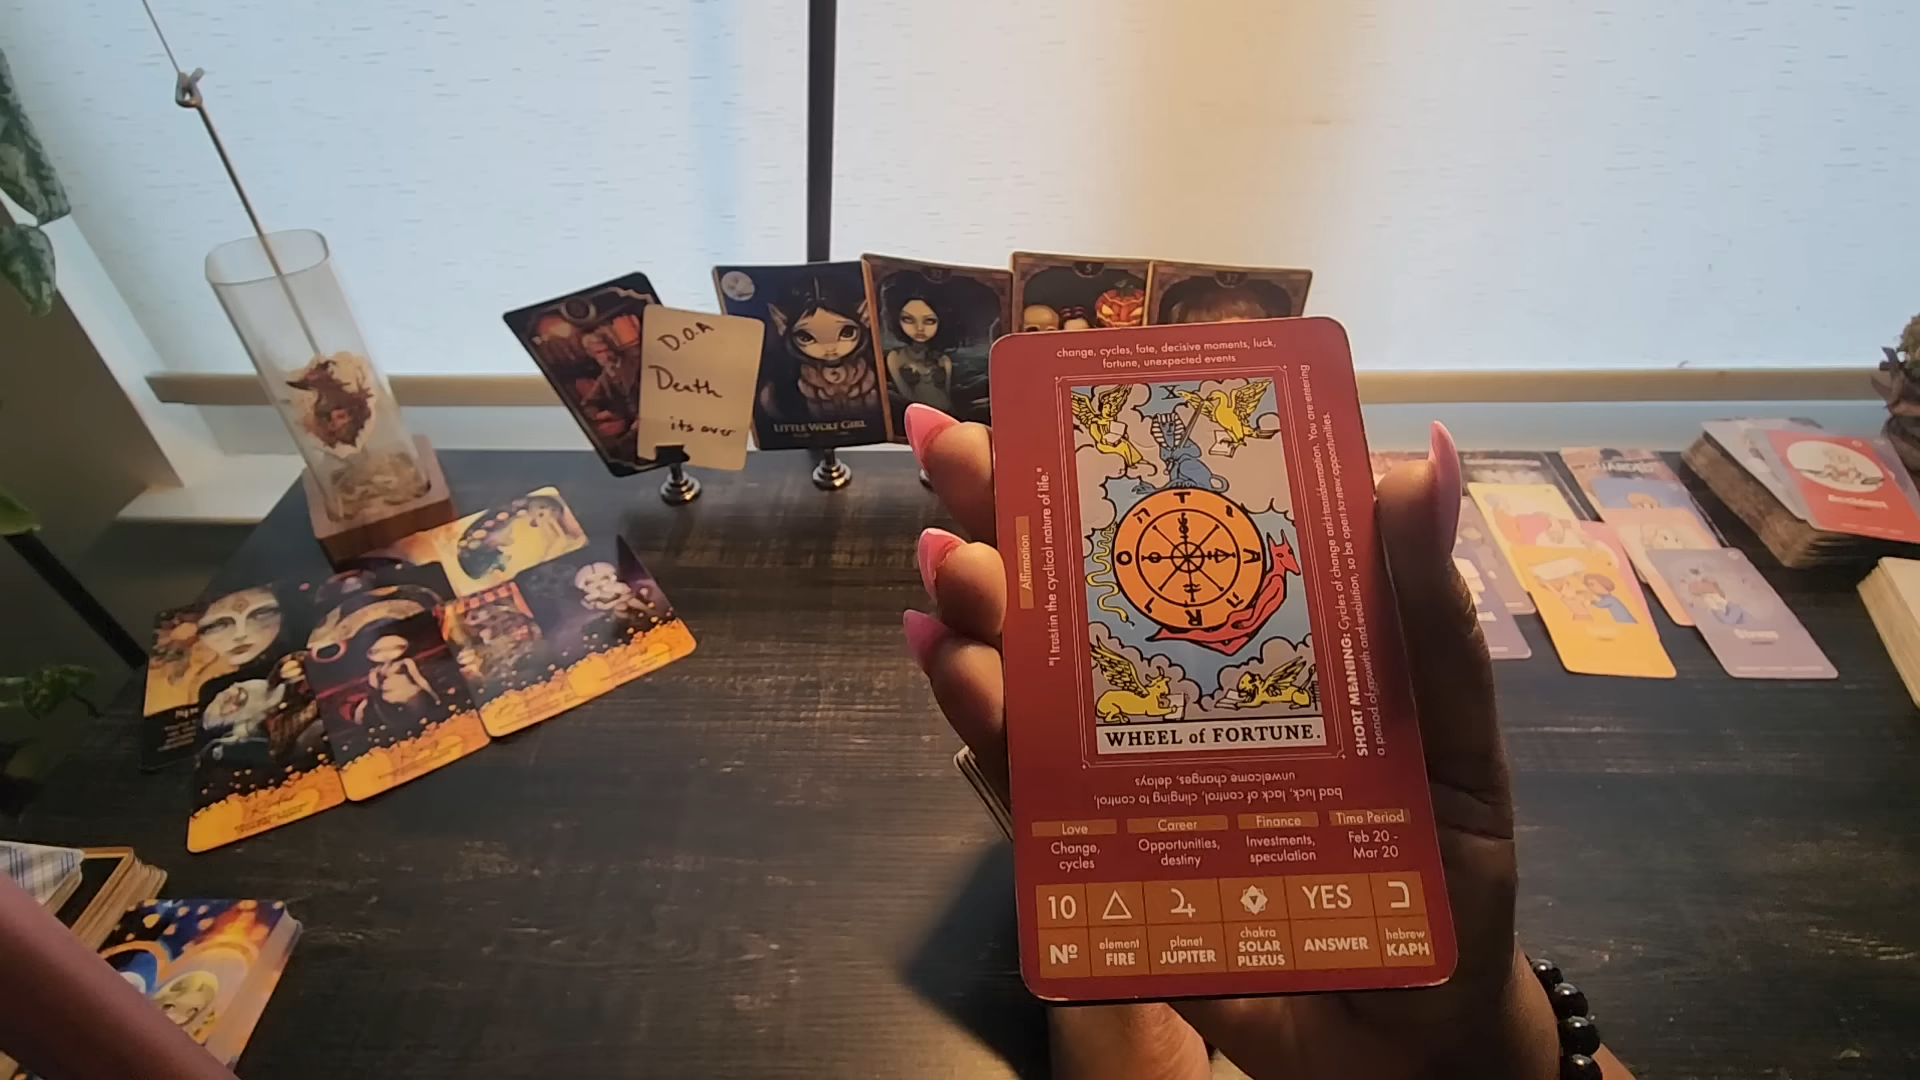 D.O.A
Death
its over
LITTLE WOLF GIRL
5
change, cycles, fate, decisive moments, luck,
fortune, unexpected events
Affirmation
"I trust in the cyclical nature of life."
X
WHEEL of FORTUNE.
SHORT MEANING: Cycles of change and transformation. You are entering
a period of growth and evolution, so be open to new opportunities.
bad luck, lack of control, clinging to control,
unwelcome changes, delays
Love
Change,
cycles
Career
Opportunities,
destiny
Finance
Investments,
speculation
Time Period
Feb 20 -
Mar 20
10
YES
כ
Nº
element
FIRE
planet
JUPITER
chakra
SOLAR
PLEXUS
ANSWER
hebrew
KAPH
Accident